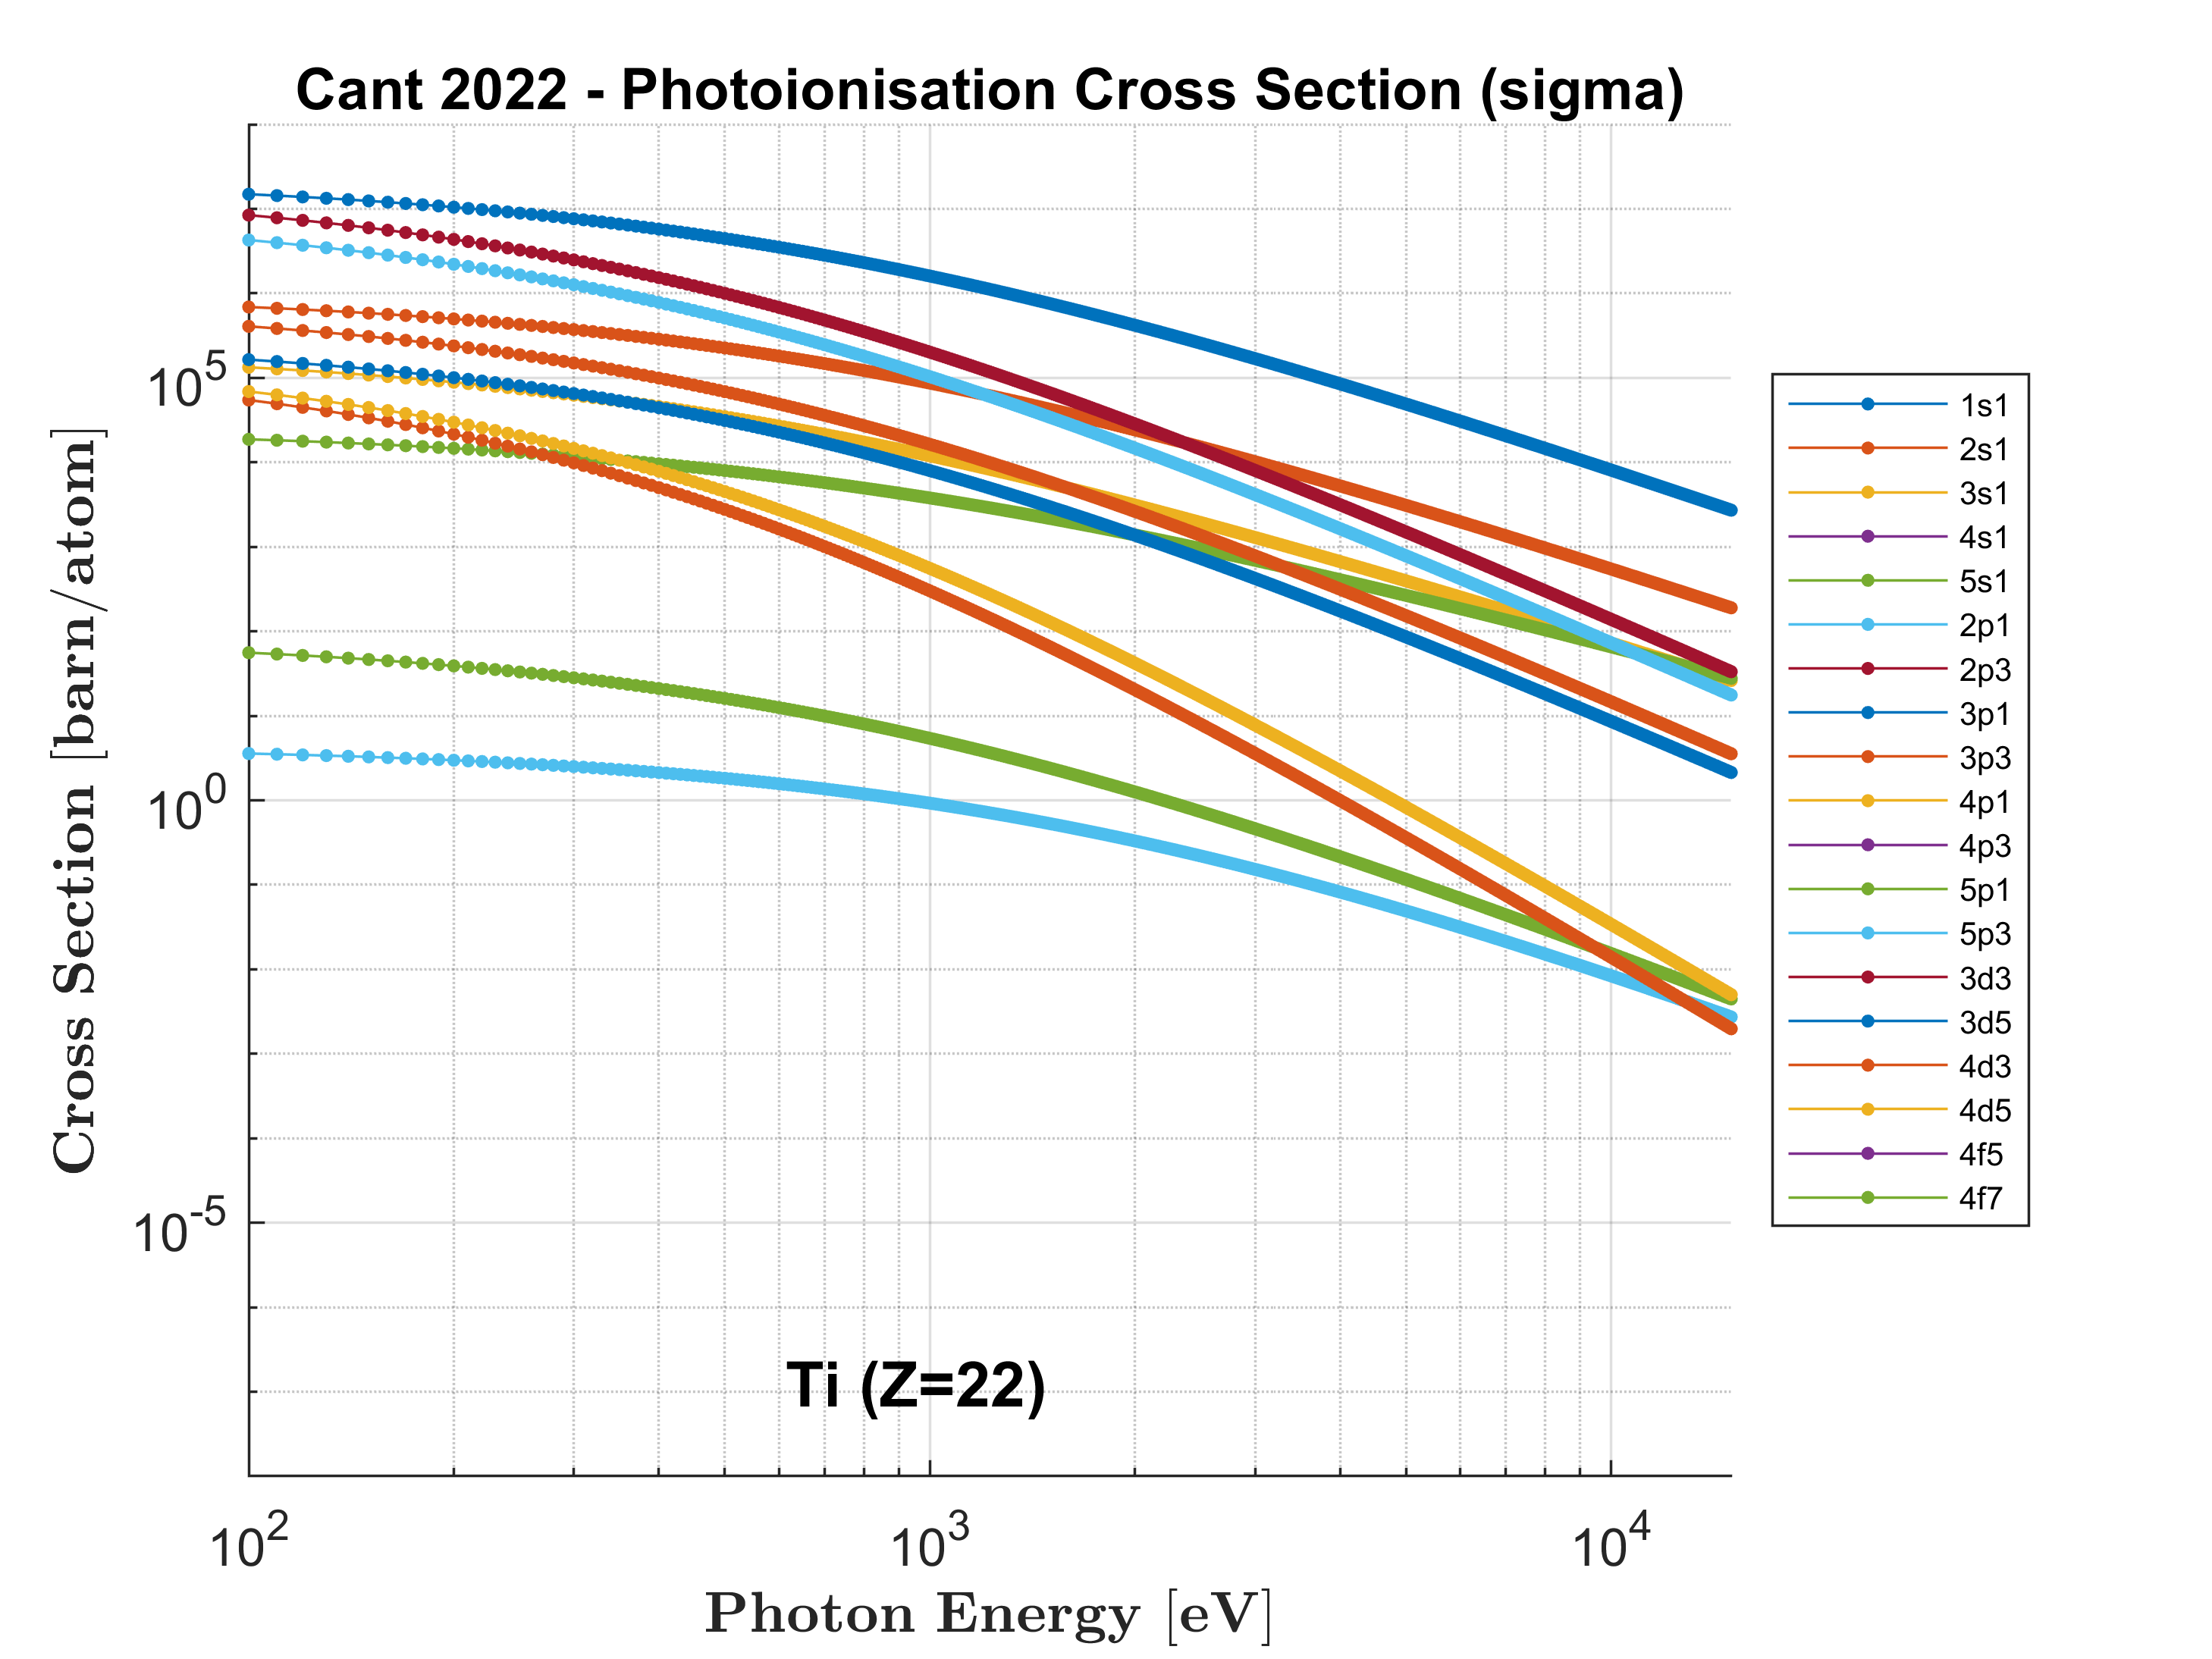 Cant 2022 - Photoionisation Cross Section (sigma)
Cross Section [barn/atom]
10^5
10^0
10^-5
10^2
10^3
10^4
Photon Energy [eV]
Ti (Z=22)
1s1
2s1
3s1
4s1
5s1
2p1
2p3
3p1
3p3
4p1
4p3
5p1
5p3
3d3
3d5
4d3
4d5
4f5
4f7